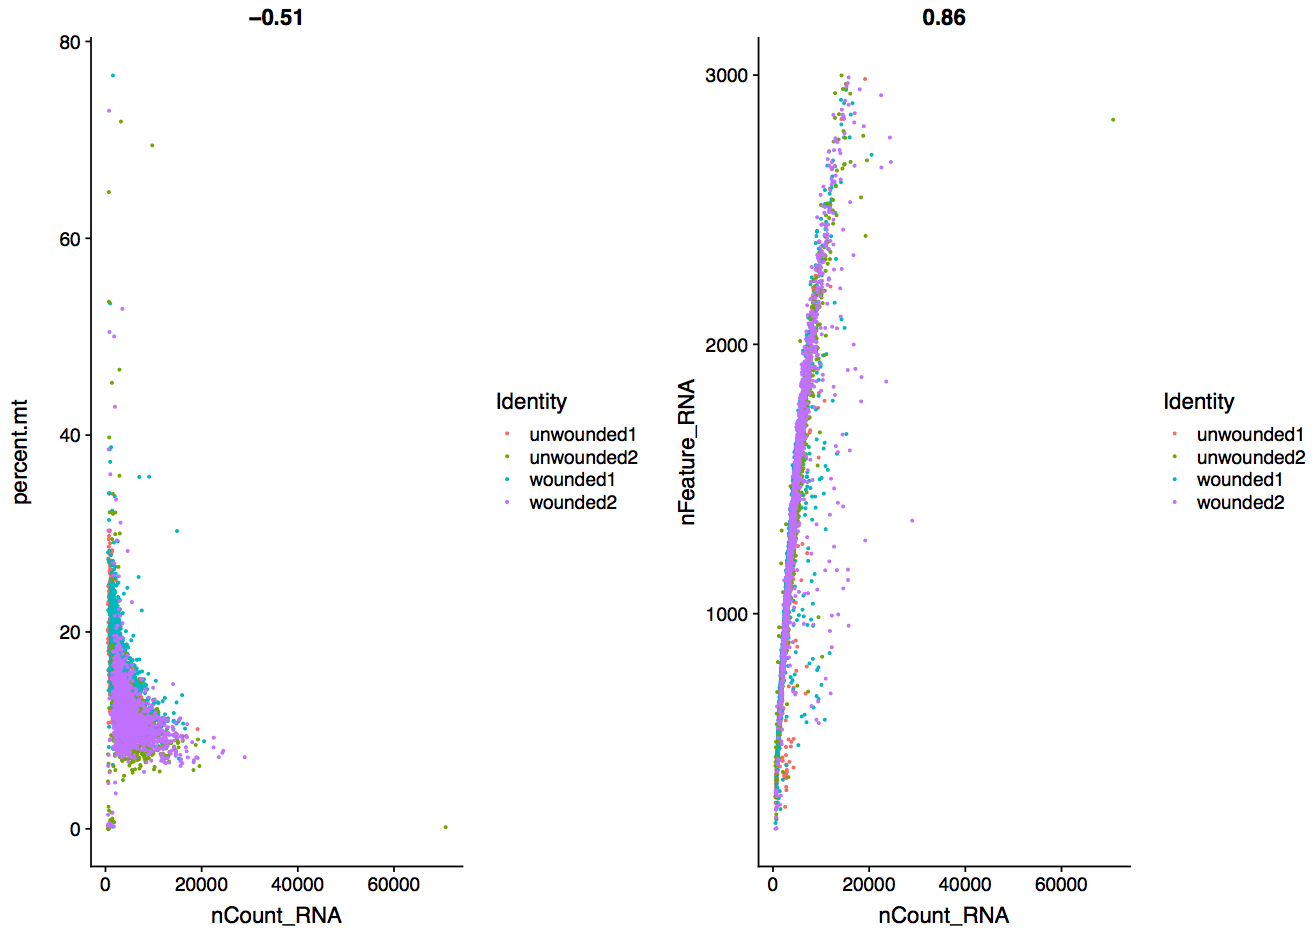 −0.51
80
60
40
20
0
percent.mt
0 20000 40000 60000
nCount_RNA
Identity
unwounded1
unwounded2
wounded1
wounded2
0.86
3000
2000
1000
nFeature_RNA
0 20000 40000 60000
nCount_RNA
Identity
unwounded1
unwounded2
wounded1
wounded2